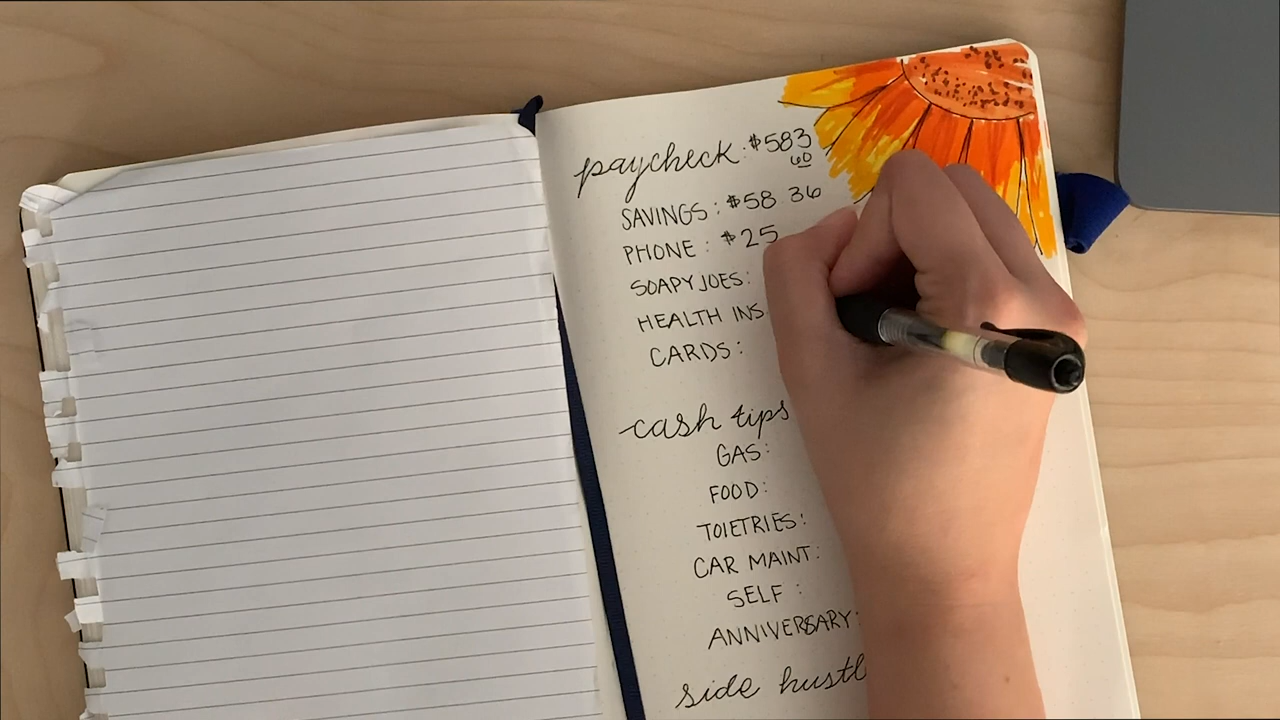 paycheck: $583
60
SAVINGS: $58 36
PHONE: $25
SOAPY JOES:
HEALTH INS
CARDS:
cash tips
GAS:
FOOD:
TOIETRIES:
CAR MAINT:
SELF:
ANNIVERSARY:
side hustl